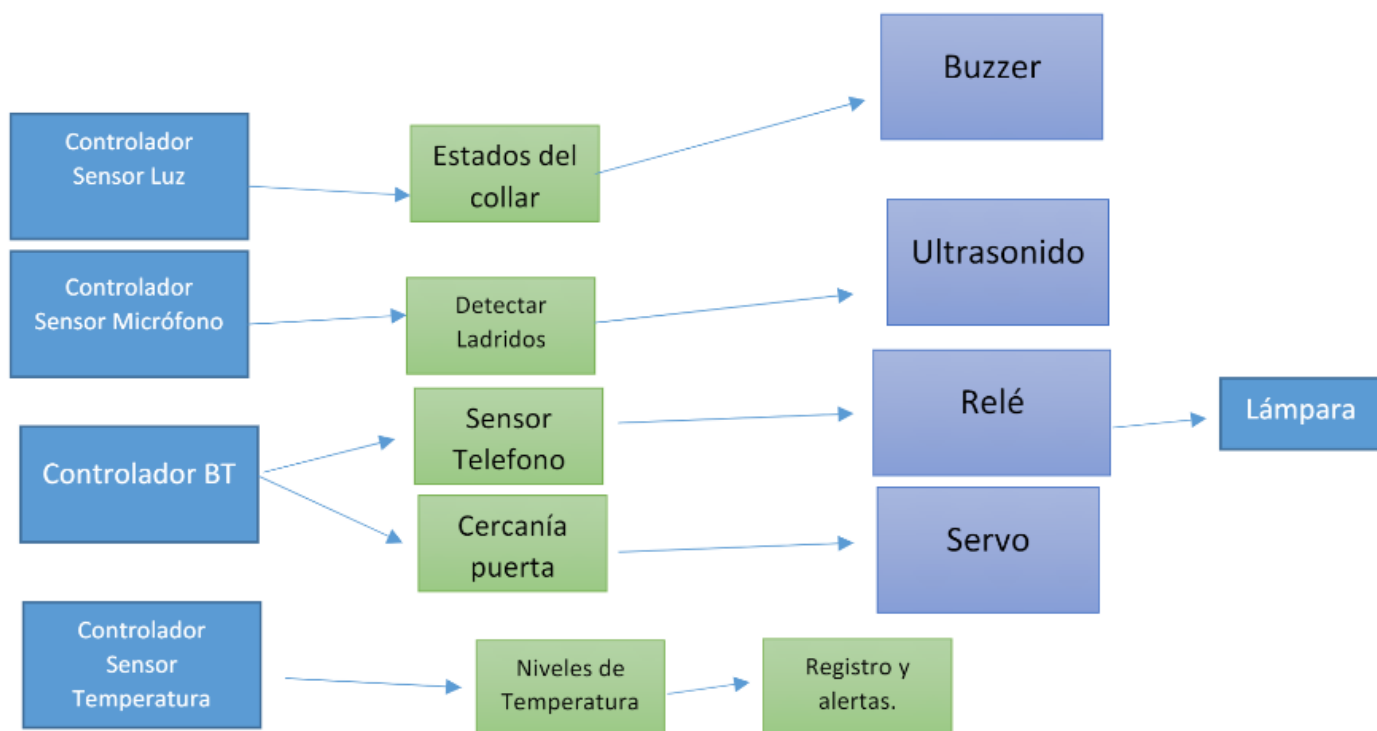 Controlador
Sensor Luz
Estados del
collar
Buzzer
Controlador
Sensor Micrófono
Detectar
Ladridos
Ultrasonido
Controlador BT
Sensor
Telefono
Relé
Lámpara
Cercanía
puerta
Servo
Controlador
Sensor
Temperatura
Niveles de
Temperatura
Registro y
alertas.